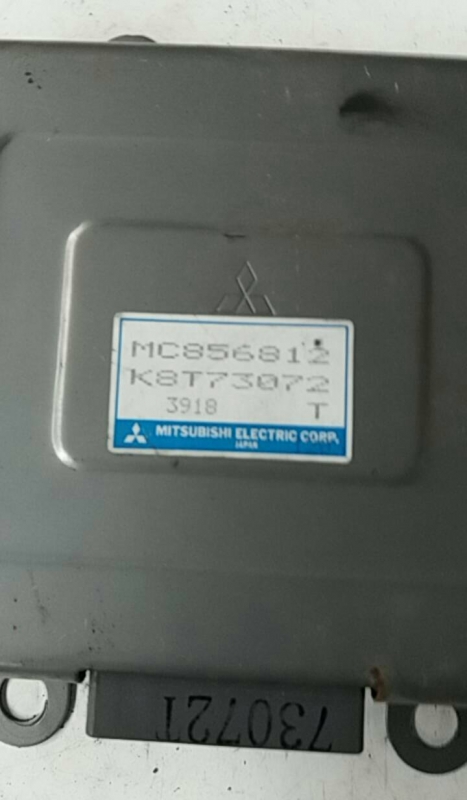 MC856812
K8T73072
3918 T
MITSUBISHI ELECTRIC CORP.
JAPAN
73072T